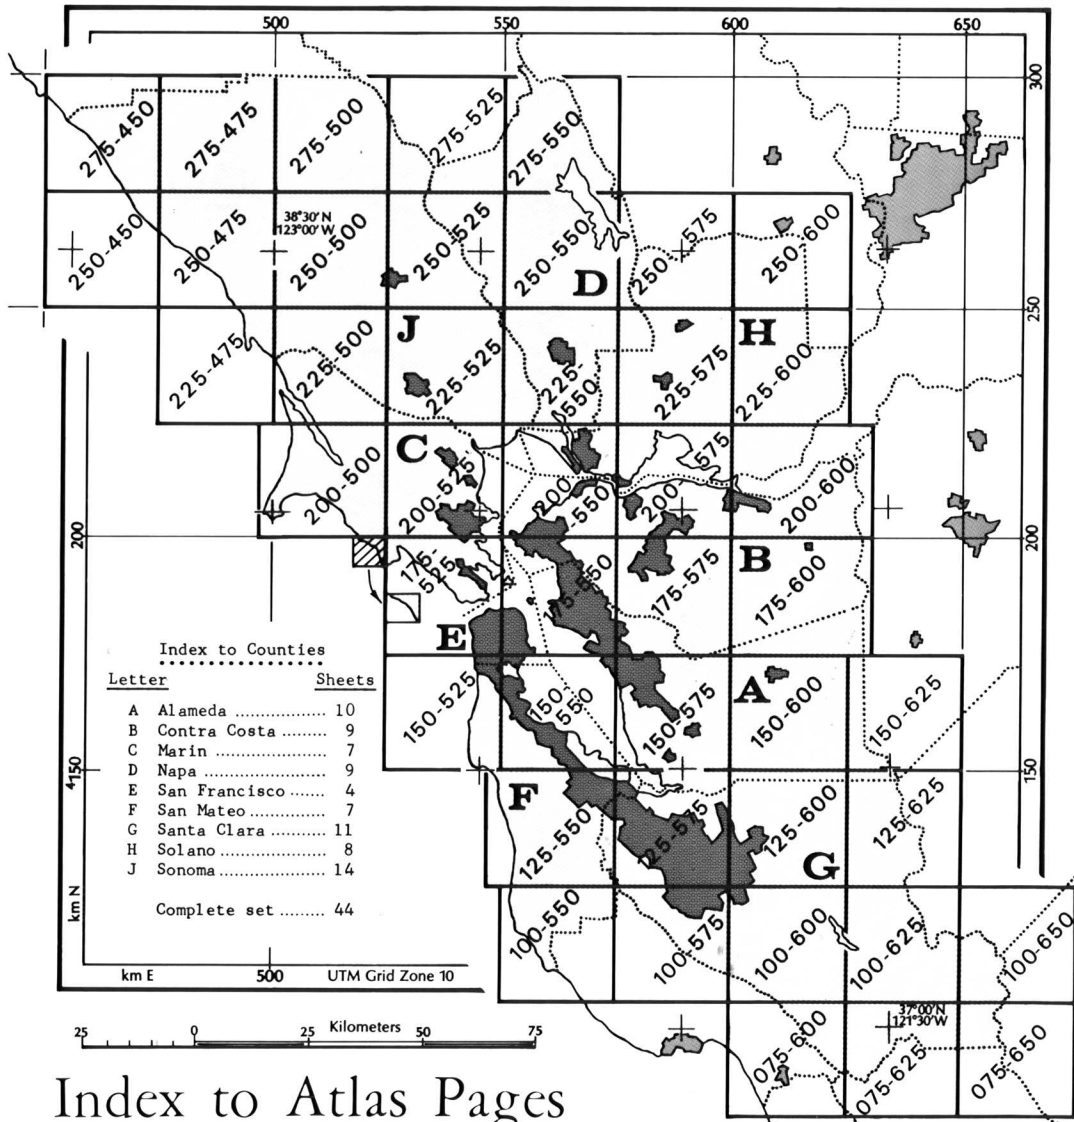 500 550 600 650
300
275-450 275-475 275-500 275-525 275-550
38°30′N
123°00′W
250-450 250-475 250-500 250-525 250-550 250-575 250-600
D
250
J H
225-475 225-500 225-525 225-
550 225-575 225-600
C
200-500 200-525 200
-550 200
-575 200-600
200
200
B
175-
525 175-550 175-575 175-600
E
Index to Counties
Letter Sheets
A Alameda ................. 10
B Contra Costa ........ 9
C Marin .................... 7
D Napa ...................... 9
E San Francisco ...... 4
F San Mateo ............. 7
G Santa Clara .......... 11
H Solano ................... 8
J Sonoma .................. 14
Complete set ........ 44
A
150-525 150-
550 150-575 150-600 150-625
4150
150
F
125-550 125-575 125-600 125-625
G
100-550 100-575 100-600 100-625 100-650
km N
km E 500 UTM Grid Zone 10
37°00′N
121°30′W
075-600 075-625 075-650
25 0 Kilometers 25 50 75
Index to Atlas Pages